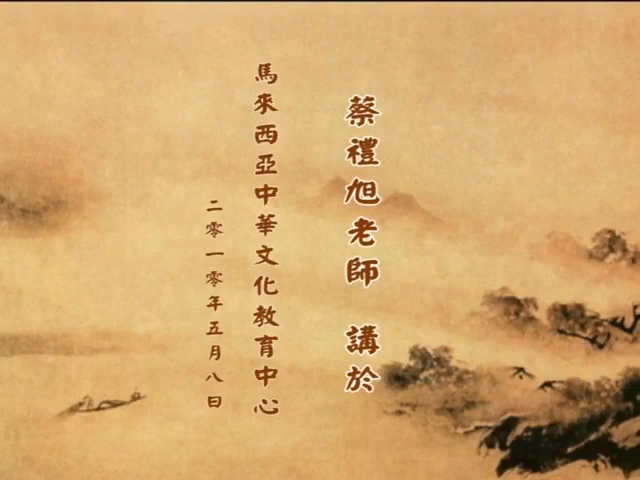 蔡禮旭老師 講於
馬來西亞中華文化教育中心
二零一零年五月八日